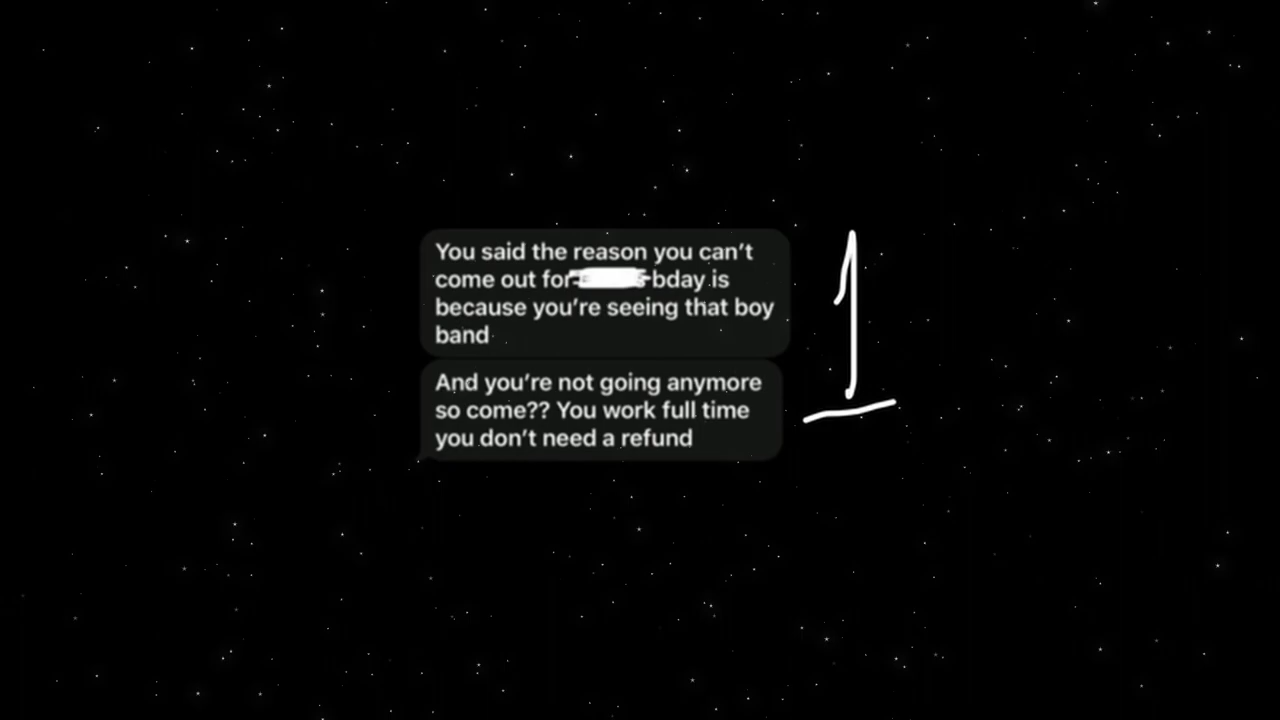 You said the reason you can't
come out for bday is
because you're seeing that boy
band
And you're not going anymore
so come?? You work full time
you don't need a refund
1